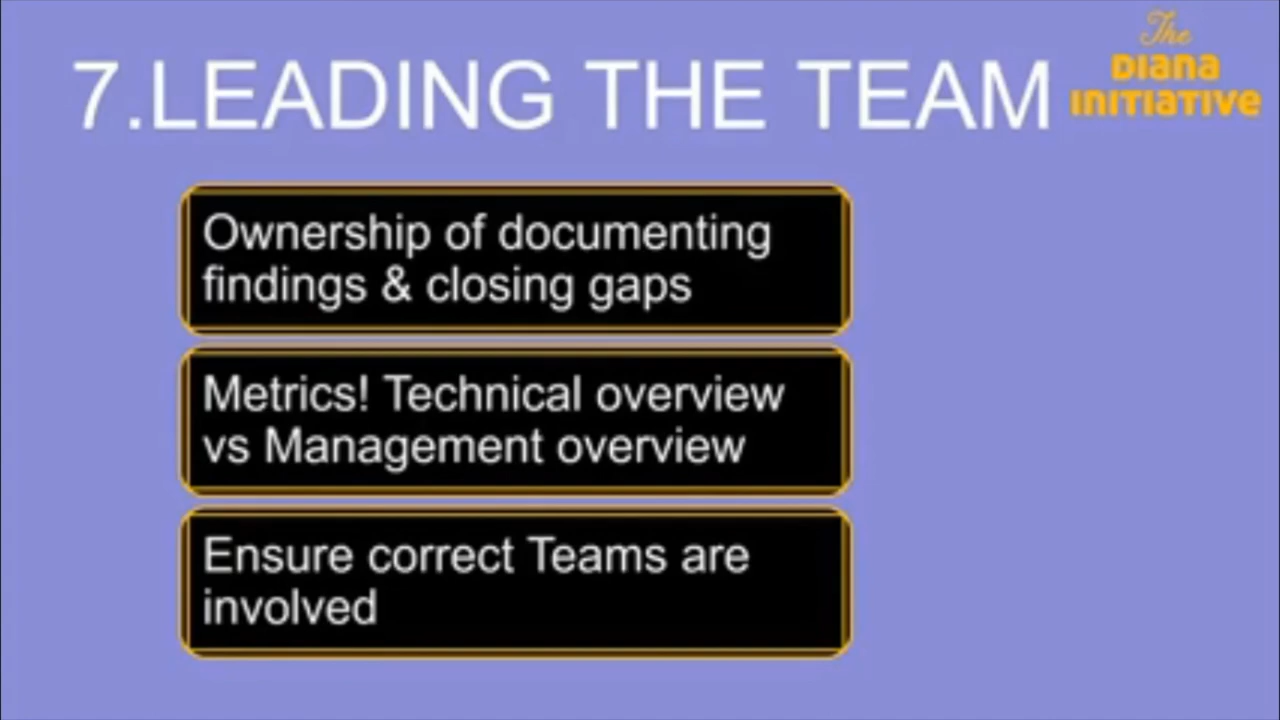 7.LEADING THE TEAM
The
DIANA
INITIATIVE
Ownership of documenting
findings & closing gaps
Metrics! Technical overview
vs Management overview
Ensure correct Teams are
involved